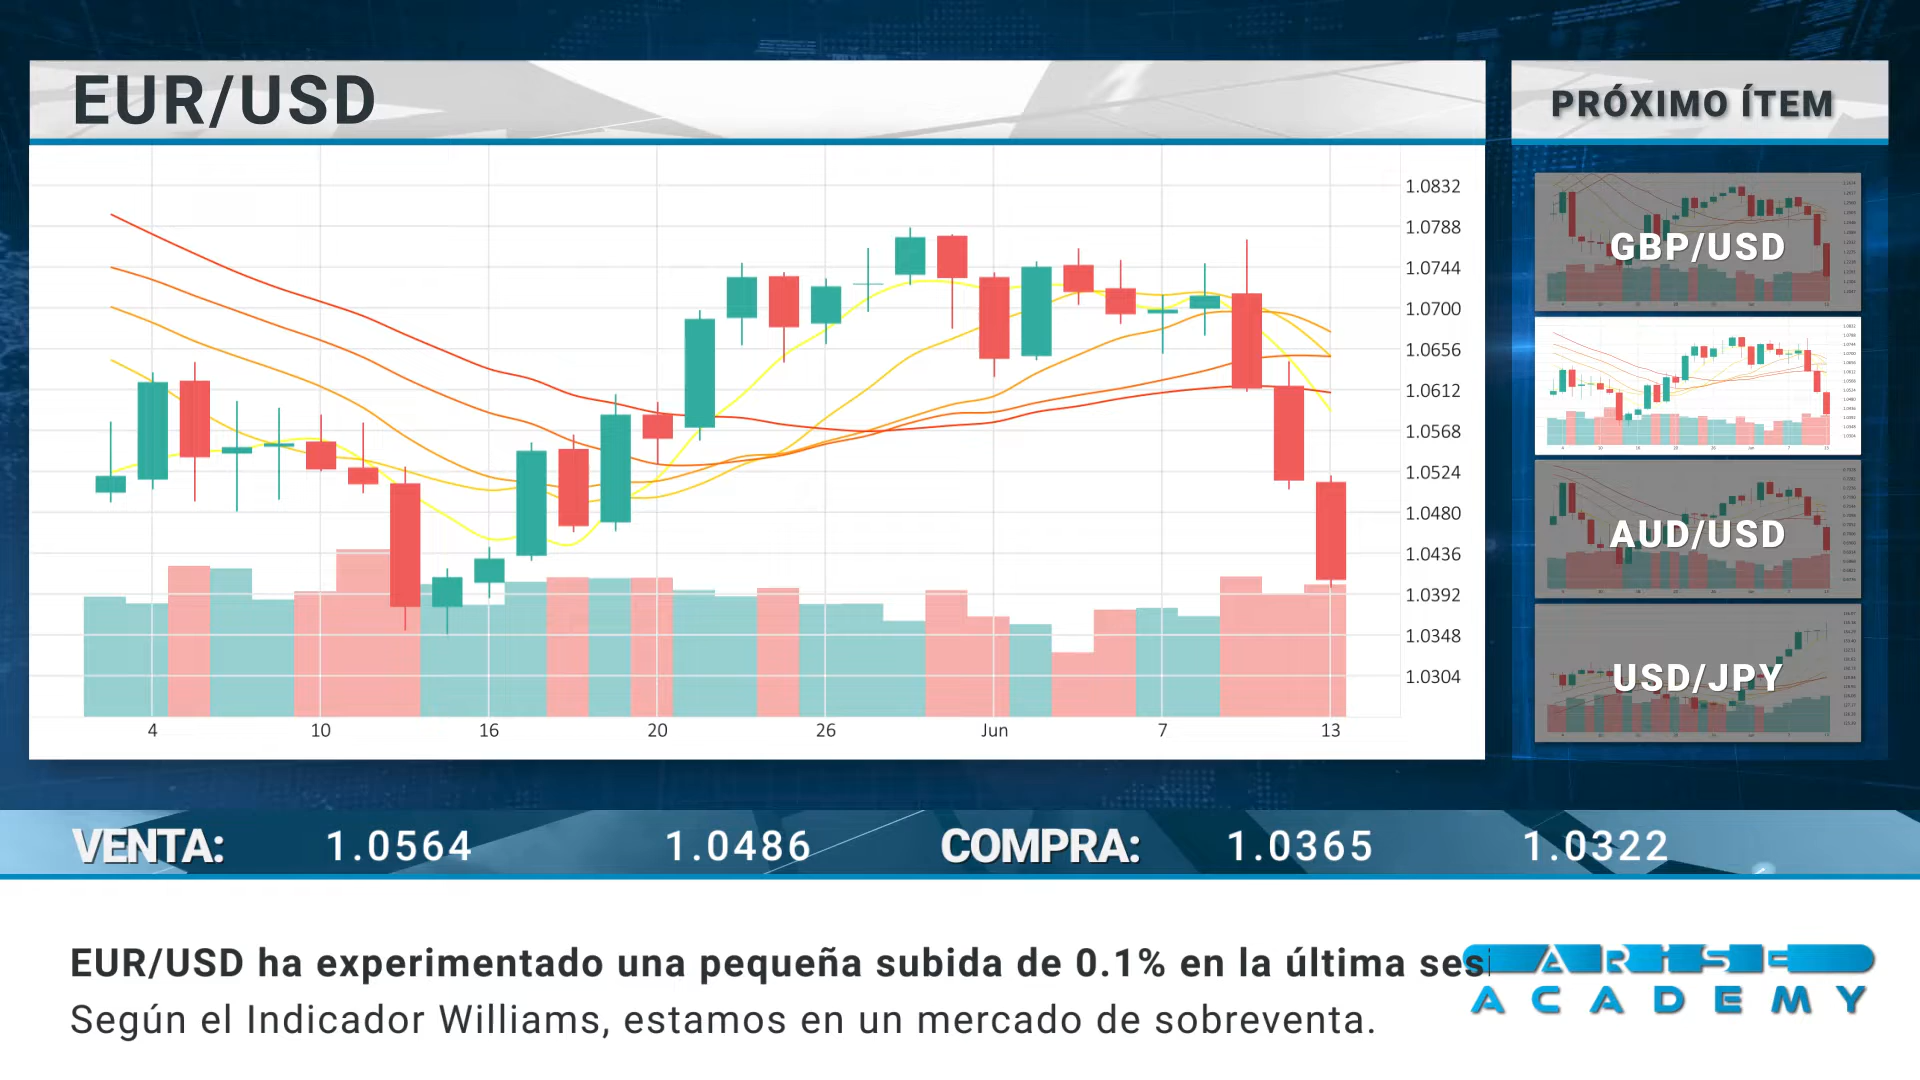 EUR/USD
PRÓXIMO ÍTEM
1.0832
1.0788
1.0744
1.0700
1.0656
1.0612
1.0568
1.0524
1.0480
1.0436
1.0392
1.0348
1.0304
4 10 16 20 26 Jun 7 13
GBP/USD
AUD/USD
USD/JPY
VENTA: 1.0564 1.0486 COMPRA: 1.0365 1.0322
EUR/USD ha experimentado una pequeña subida de 0.1% en la última ses
Según el Indicador Williams, estamos en un mercado de sobreventa.
ARISE
ACADEMY